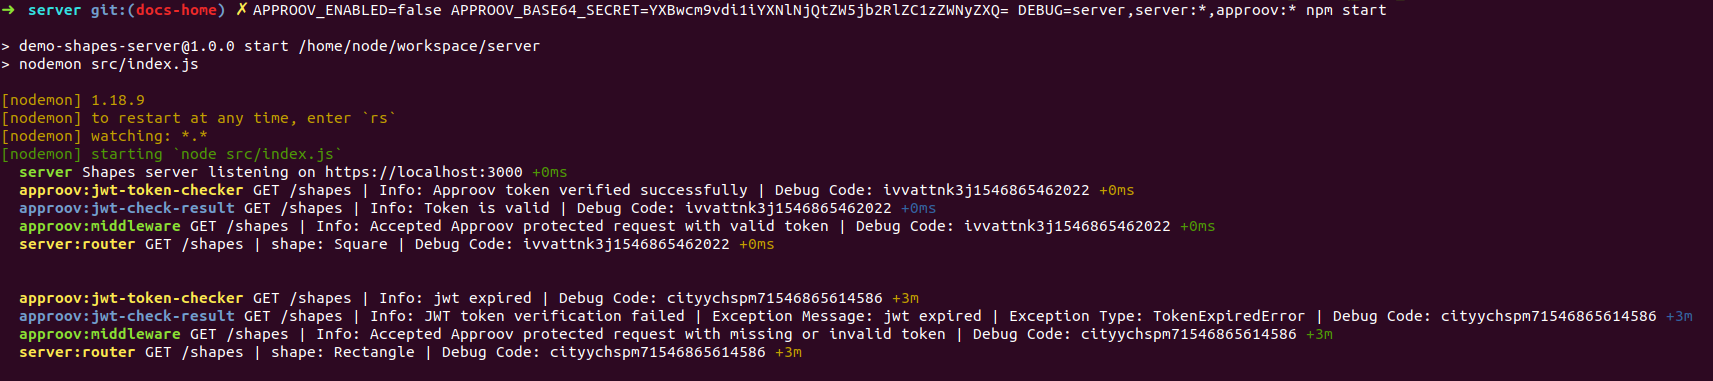 ➜ server git:(docs-home) ✗ APPROOV_ENABLED=false APPROOV_BASE64_SECRET=YXBwcm9vdi1iYXNlNjQtZW5jb2RlZC1zZWNyZXQ= DEBUG=server,server:*,approov:* npm start
> demo-shapes-server@1.0.0 start /home/node/workspace/server
> nodemon src/index.js
[nodemon] 1.18.9
[nodemon] to restart at any time, enter `rs`
[nodemon] watching: *.*
[nodemon] starting `node src/index.js`
server Shapes server listening on https://localhost:3000 +0ms
approov:jwt-token-checker GET /shapes | Info: Approov token verified successfully | Debug Code: ivvattnk3j1546865462022 +0ms
approov:jwt-check-result GET /shapes | Info: Token is valid | Debug Code: ivvattnk3j1546865462022 +0ms
approov:middleware GET /shapes | Info: Accepted Approov protected request with valid token | Debug Code: ivvattnk3j1546865462022 +0ms
server:router GET /shapes | shape: Square | Debug Code: ivvattnk3j1546865462022 +0ms
approov:jwt-token-checker GET /shapes | Info: jwt expired | Debug Code: cityychspm71546865614586 +3m
approov:jwt-check-result GET /shapes | Info: JWT token verification failed | Exception Message: jwt expired | Exception Type: TokenExpiredError | Debug Code: cityychspm71546865614586 +3m
approov:middleware GET /shapes | Info: Accepted Approov protected request with missing or invalid token | Debug Code: cityychspm71546865614586 +3m
server:router GET /shapes | shape: Rectangle | Debug Code: cityychspm71546865614586 +3m